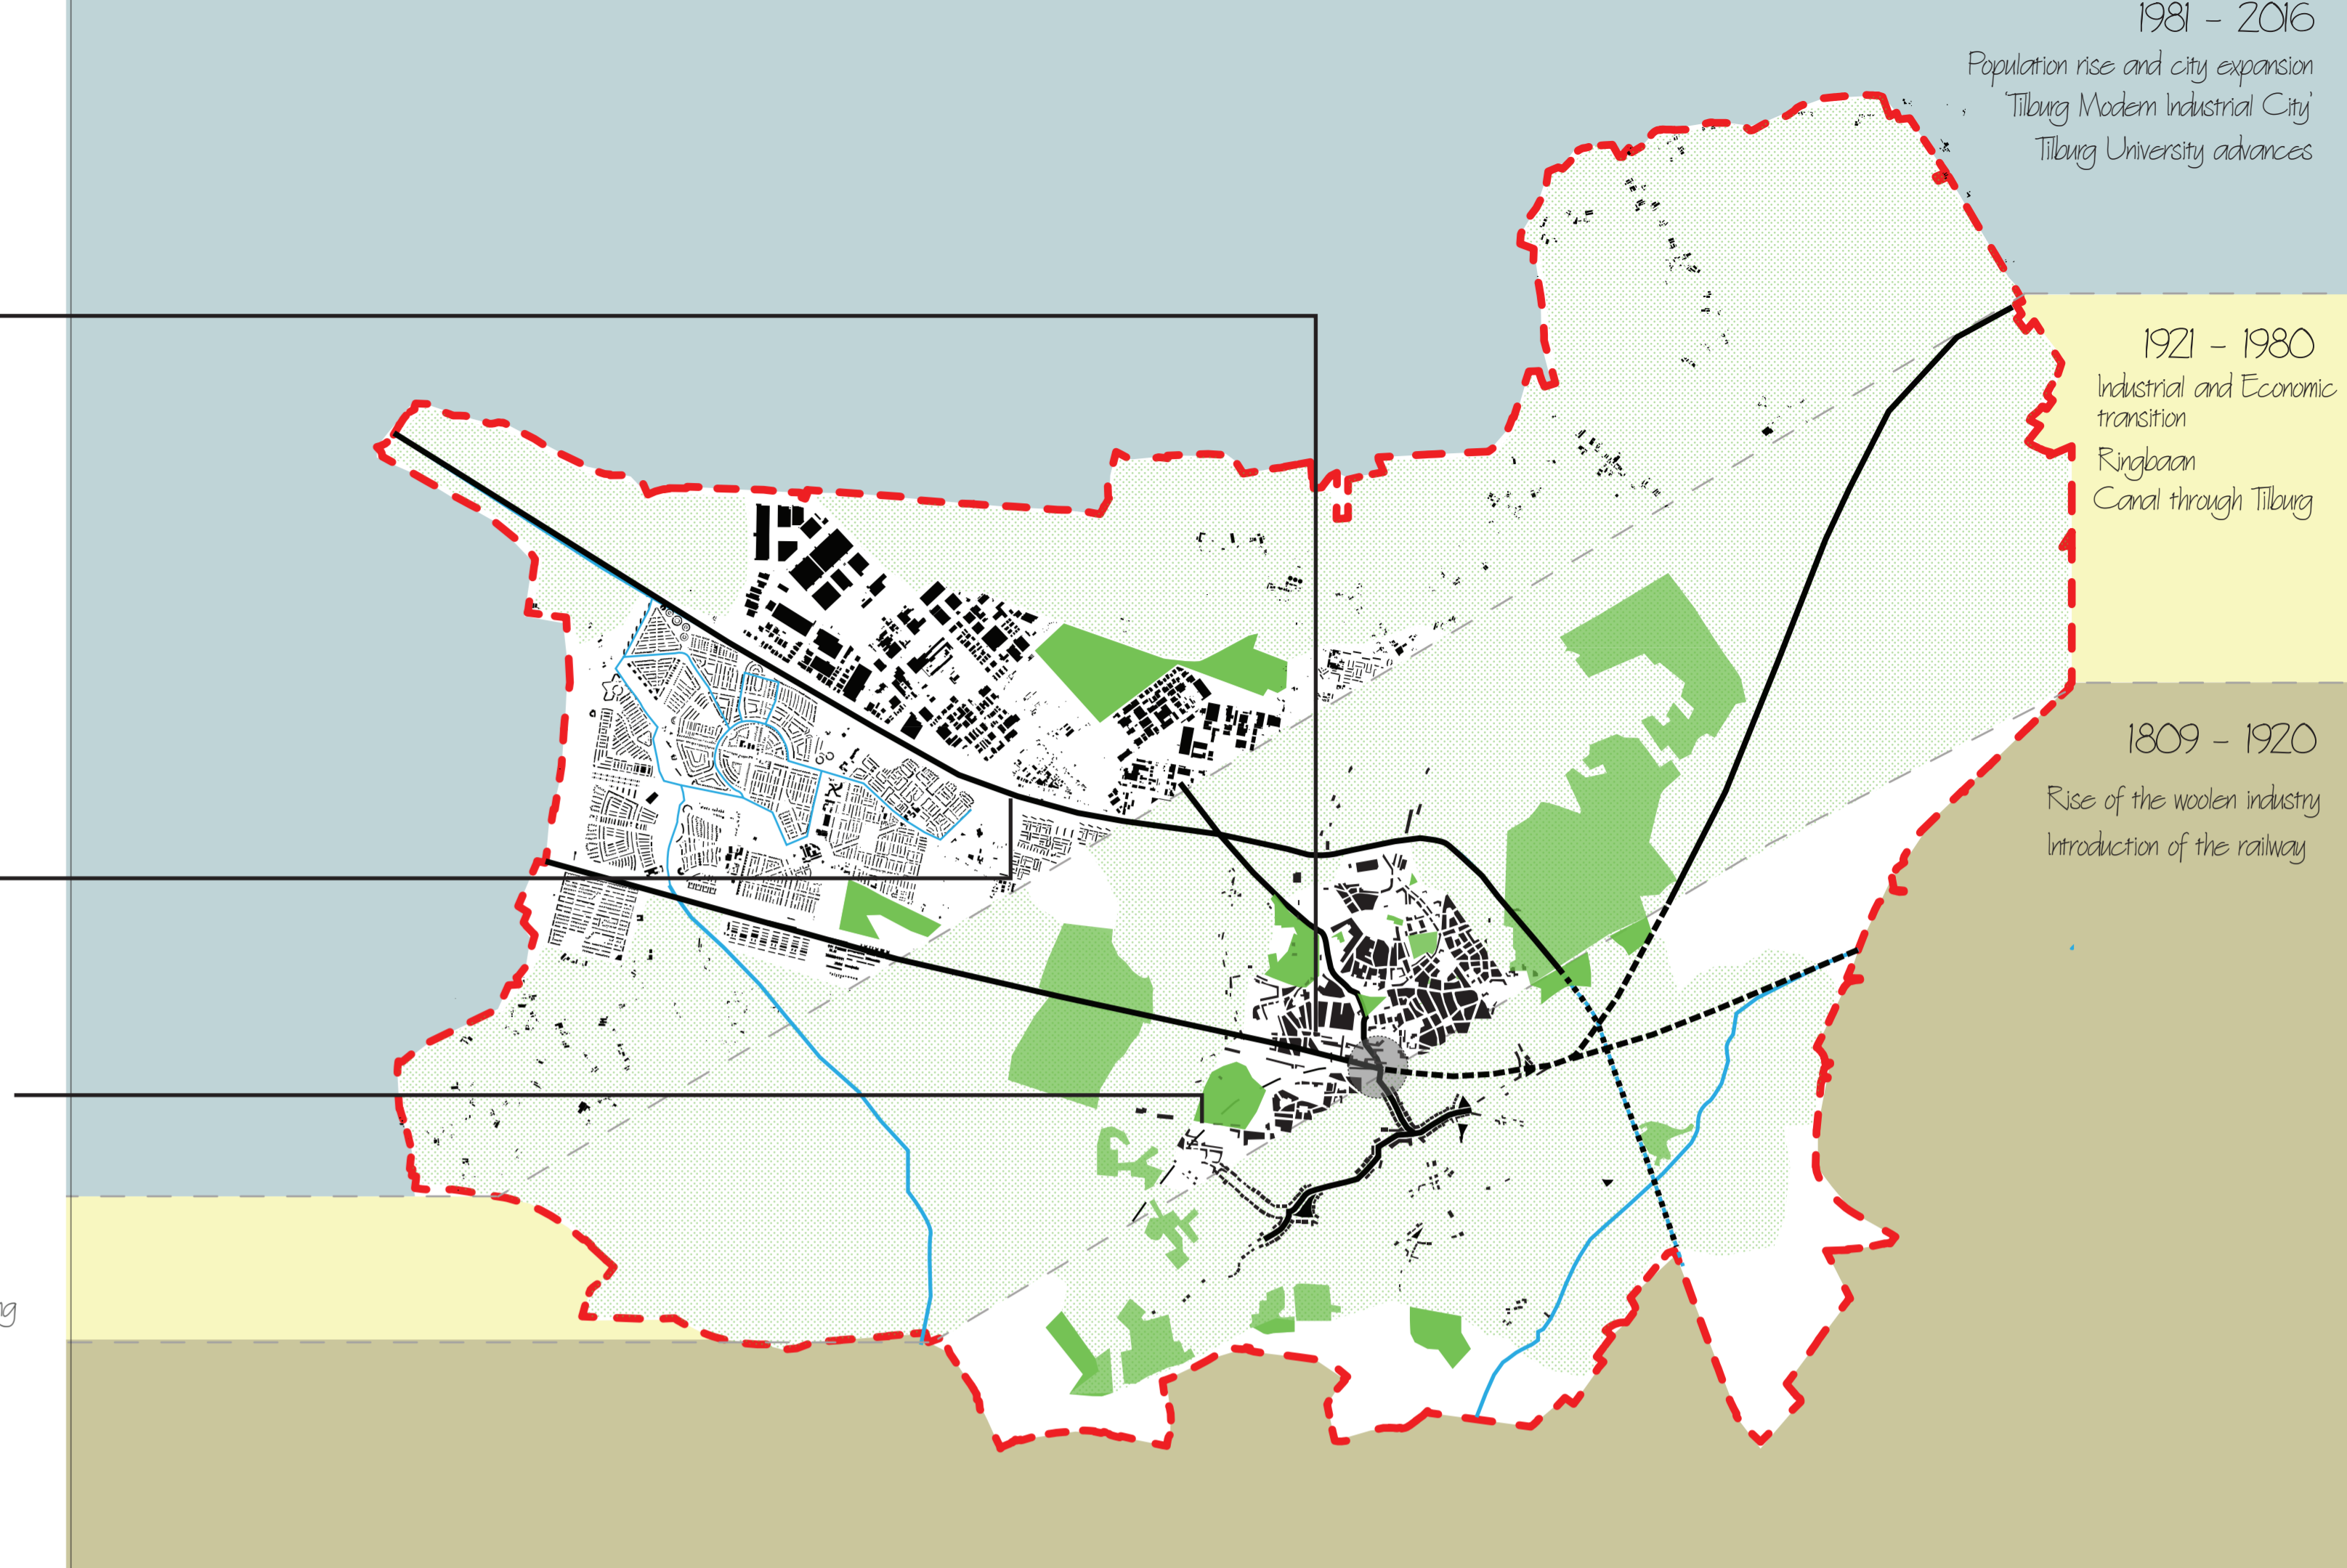 1981 - 2016
Population rise and city expansion
'Tilburg Modern Industrial City'
Tilburg University advances
1921 - 1980
Industrial and Economic
transition
Ringbaan
Canal through Tilburg
1809 - 1920
Rise of the woolen industry
Introduction of the railway